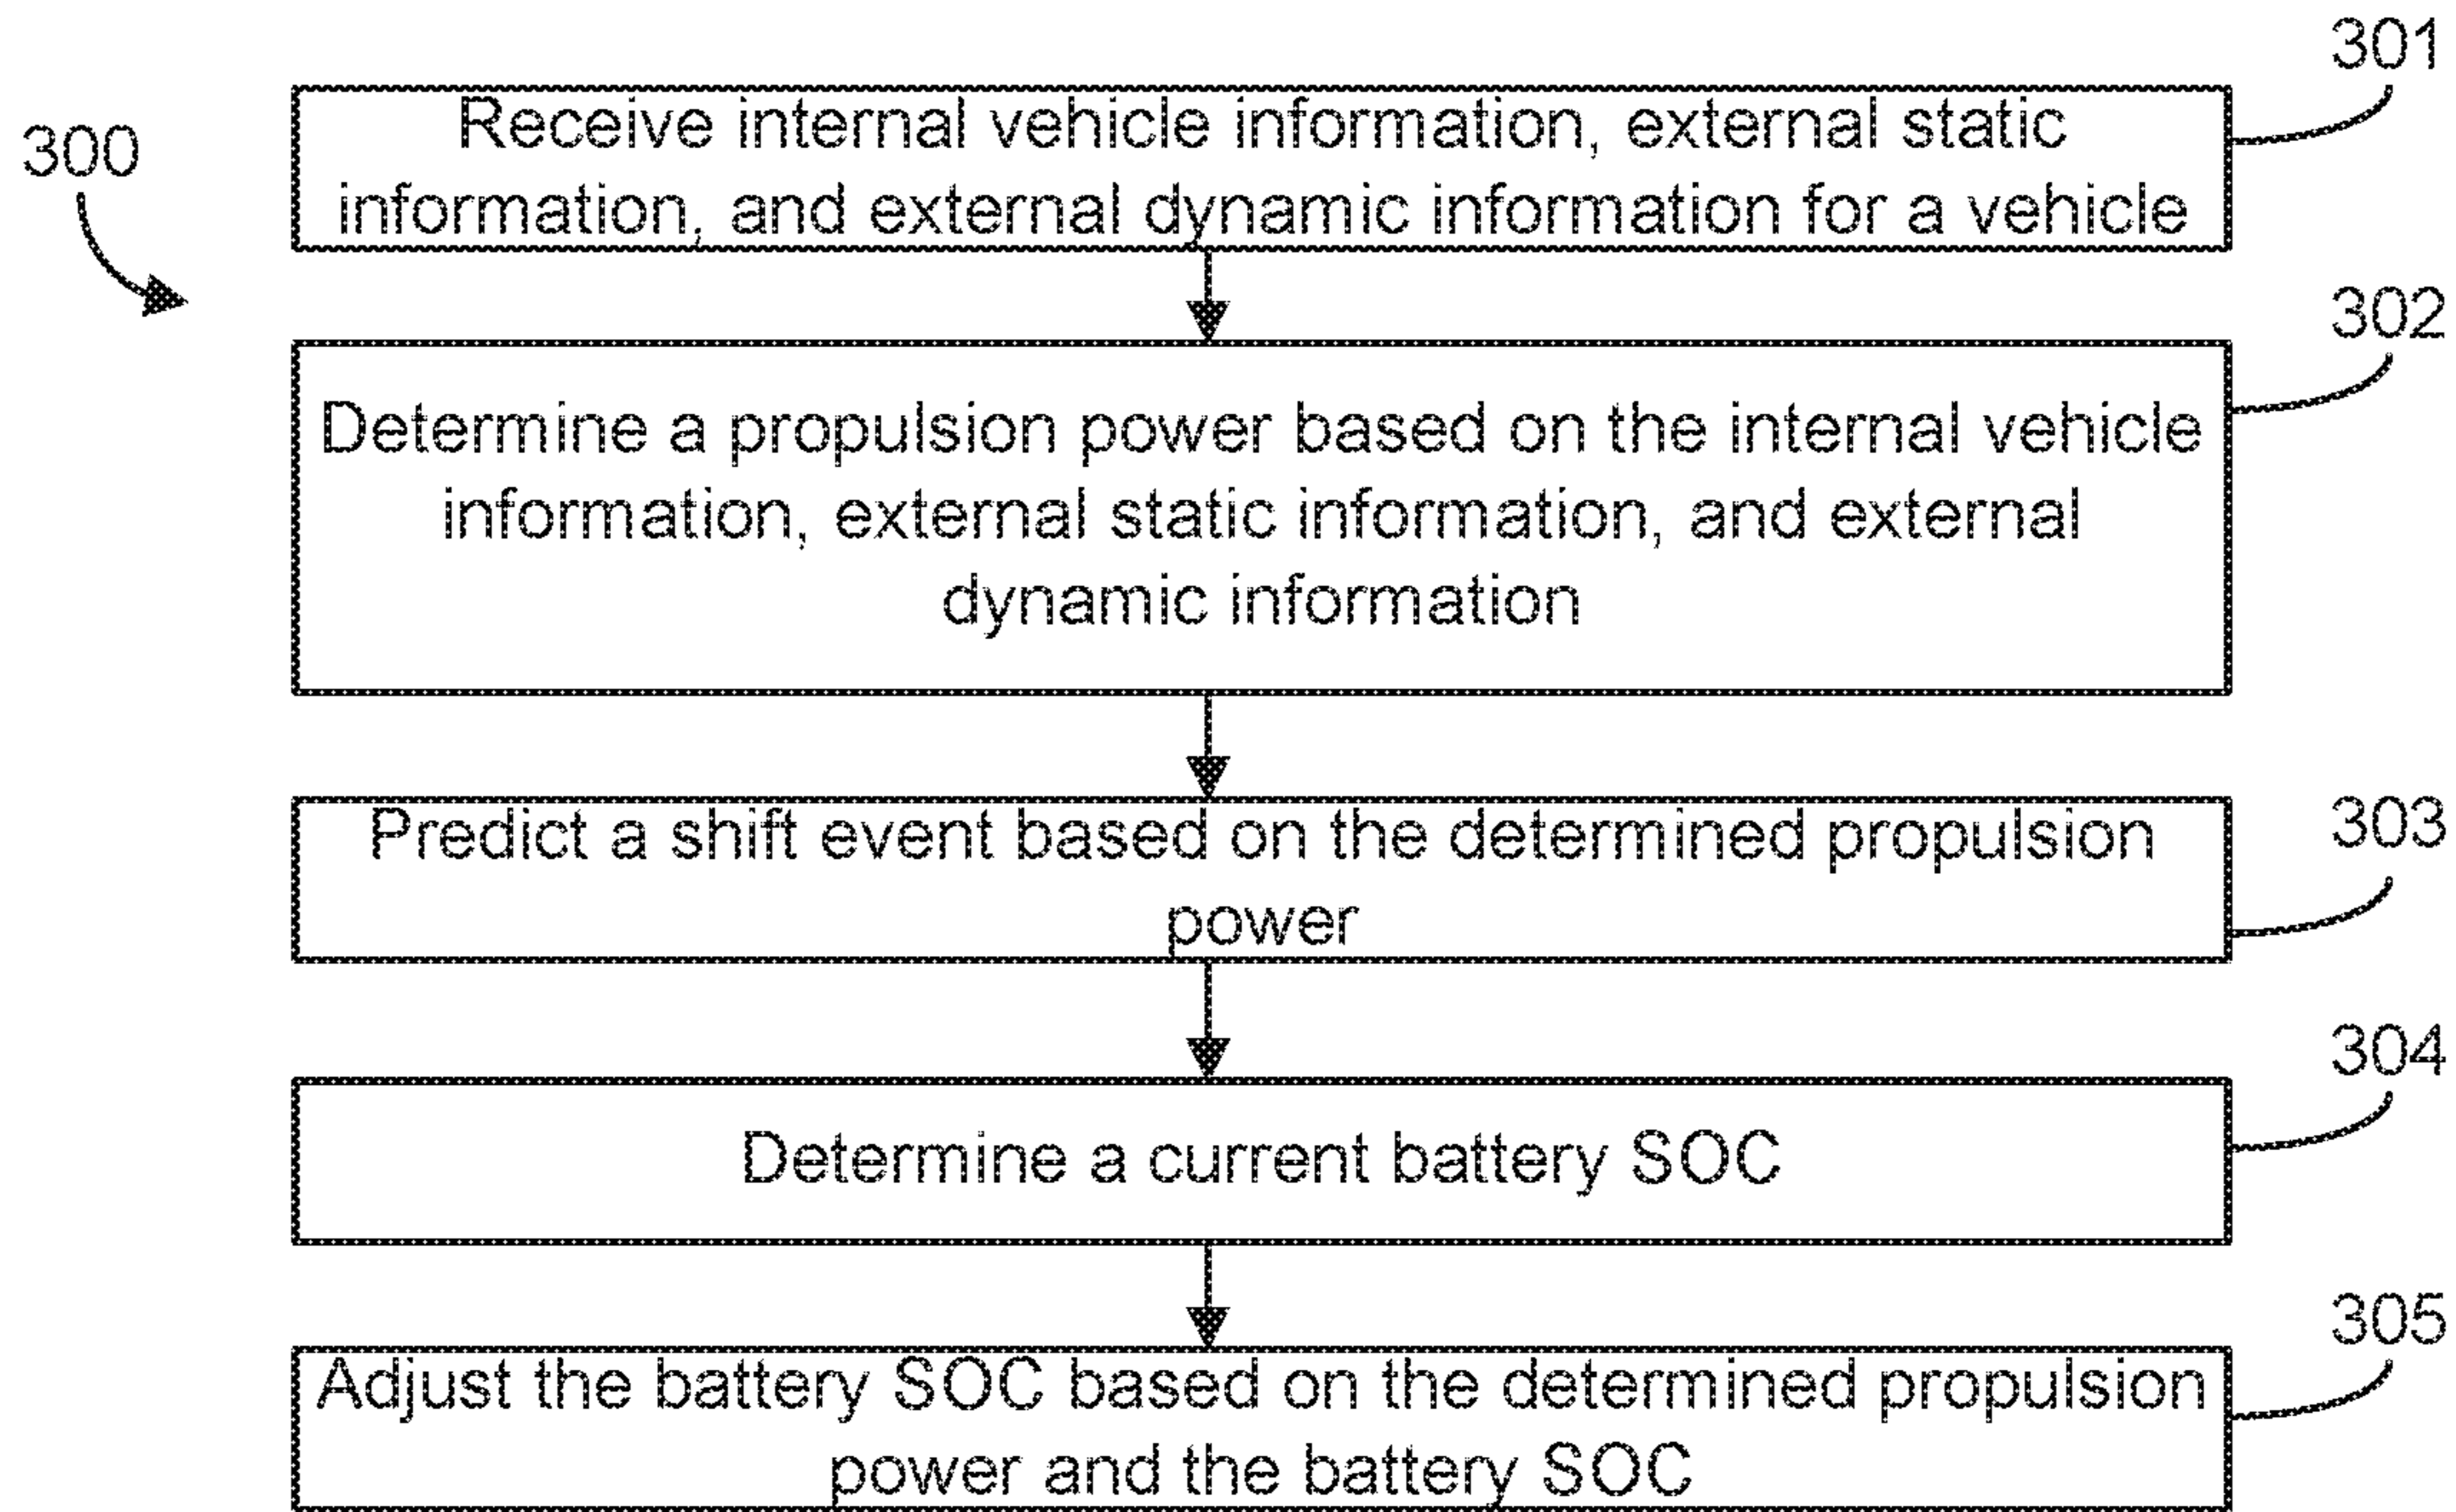 301
Receive internal vehicle information, external static
information, and external dynamic information for a vehicle
300
302
Determine a propulsion power based on the internal vehicle
information, external static information, and external
dynamic information
303
Predict a shift event based on the determined propulsion
power
304
Determine a current battery SOC
305
Adjust the battery SOC based on the determined propulsion
power and the battery SOC